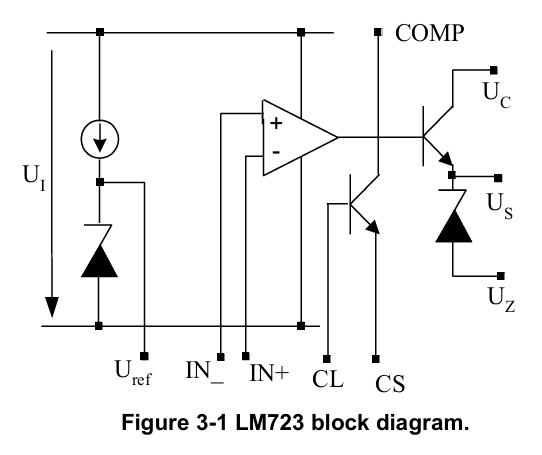 COMP
+
-
U_C
U_I
U_S
U_Z
U_ref IN_ IN+ CL CS
Figure 3-1 LM723 block diagram.